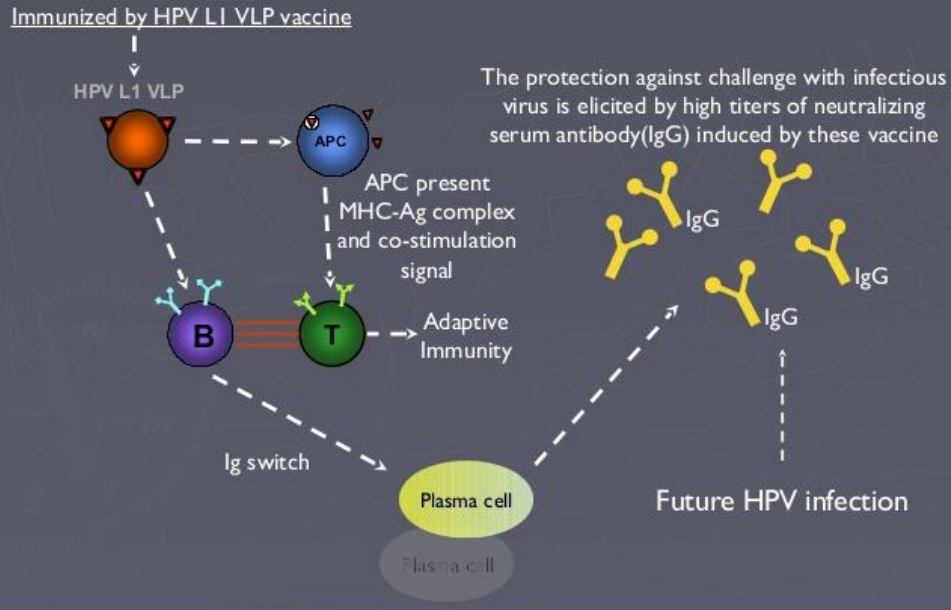 Immunized by HPV L1 VLP vaccine
HPV L1 VLP
APC
The protection against challenge with infectious
virus is elicited by high titers of neutralizing
serum antibody(IgG) induced by these vaccine
APC present
MHC-Ag complex
and co-stimulation
signal
IgG
IgG
IgG
B
T
Adaptive
Immunity
Ig switch
Plasma cell
Future HPV infection
Plasma cell